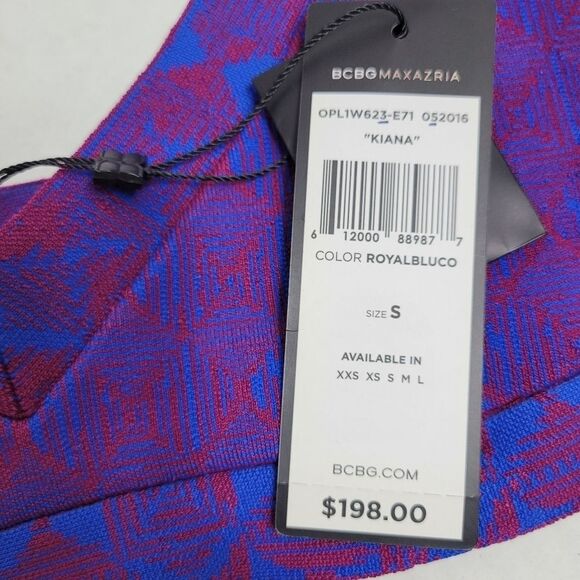 BCBGMAXAZRIA
OPL1W623-E71 052016
"KIANA"
6 12000 88987 7
COLOR ROYALBLUCO
SIZE S
AVAILABLE IN
XXS XS S M L
BCBG.COM
$198.00